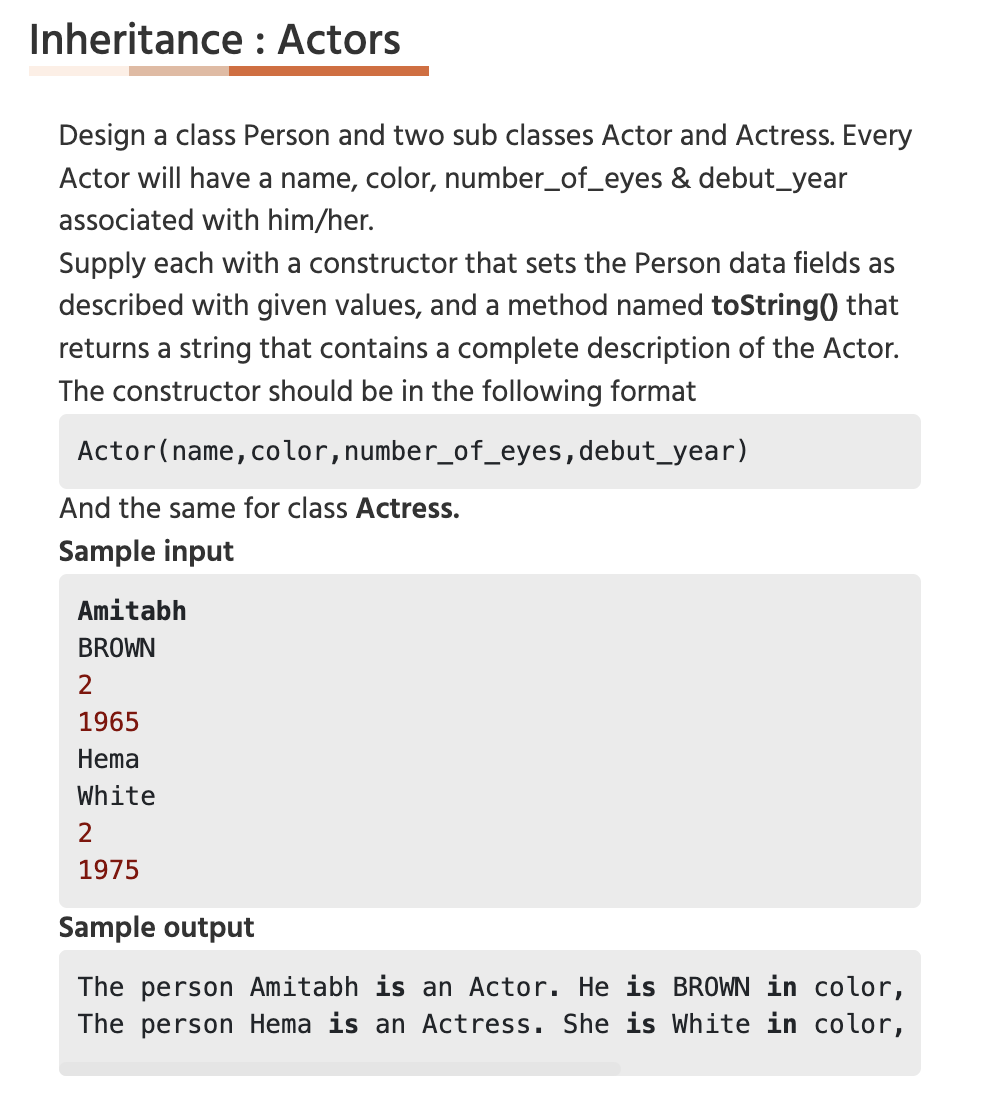 Inheritance : Actors
Design a class Person and two sub classes Actor and Actress. Every
Actor will have a name, color, number_of_eyes & debut_year
associated with him/her.
Supply each with a constructor that sets the Person data fields as
described with given values, and a method named toString() that
returns a string that contains a complete description of the Actor.
The constructor should be in the following format
Actor(name,color,number_of_eyes,debut_year)
And the same for class Actress.
Sample input
Amitabh
BROWN
2
1965
Hema
White
2
1975
Sample output
The person Amitabh is an Actor. He is BROWN in color,
The person Hema is an Actress. She is White in color,